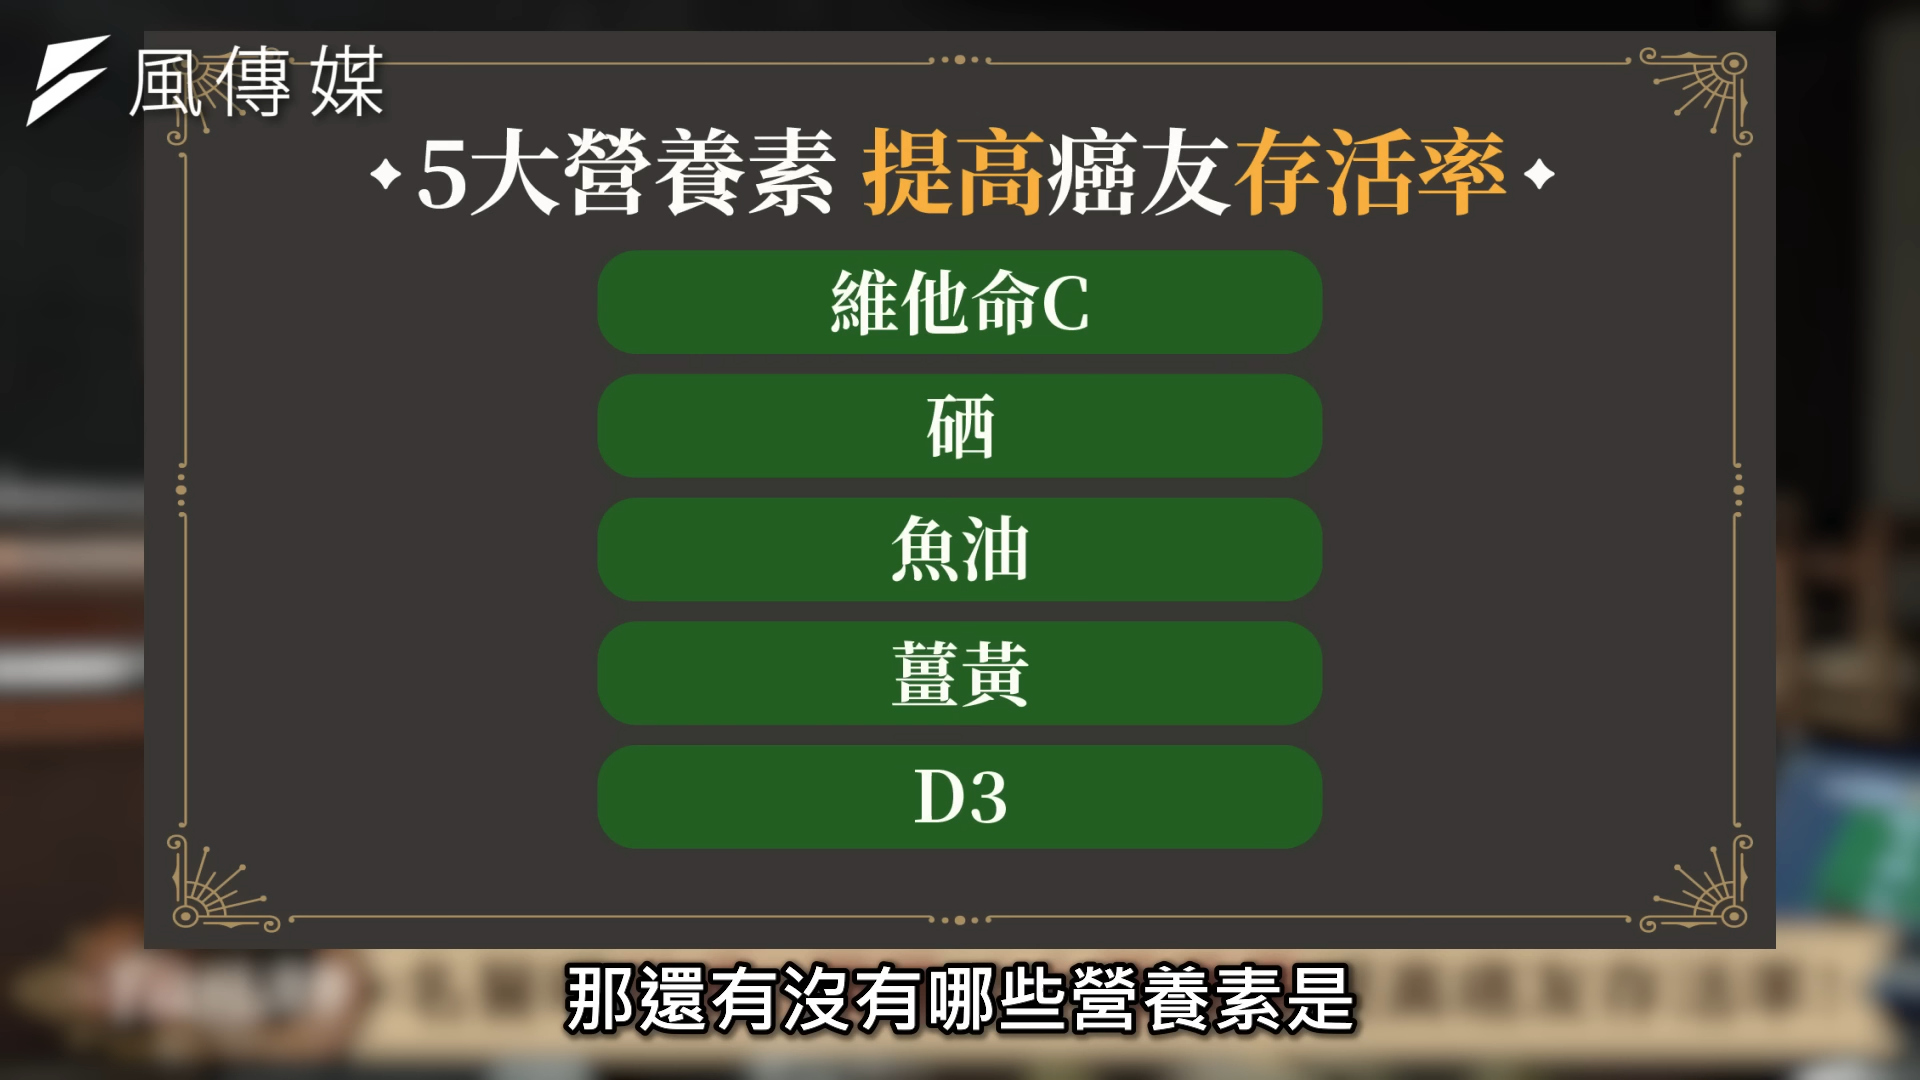 風傳媒
5大營養素 提高癌友存活率
維他命C
硒
魚油
薑黃
D3
那還有沒有哪些營養素是